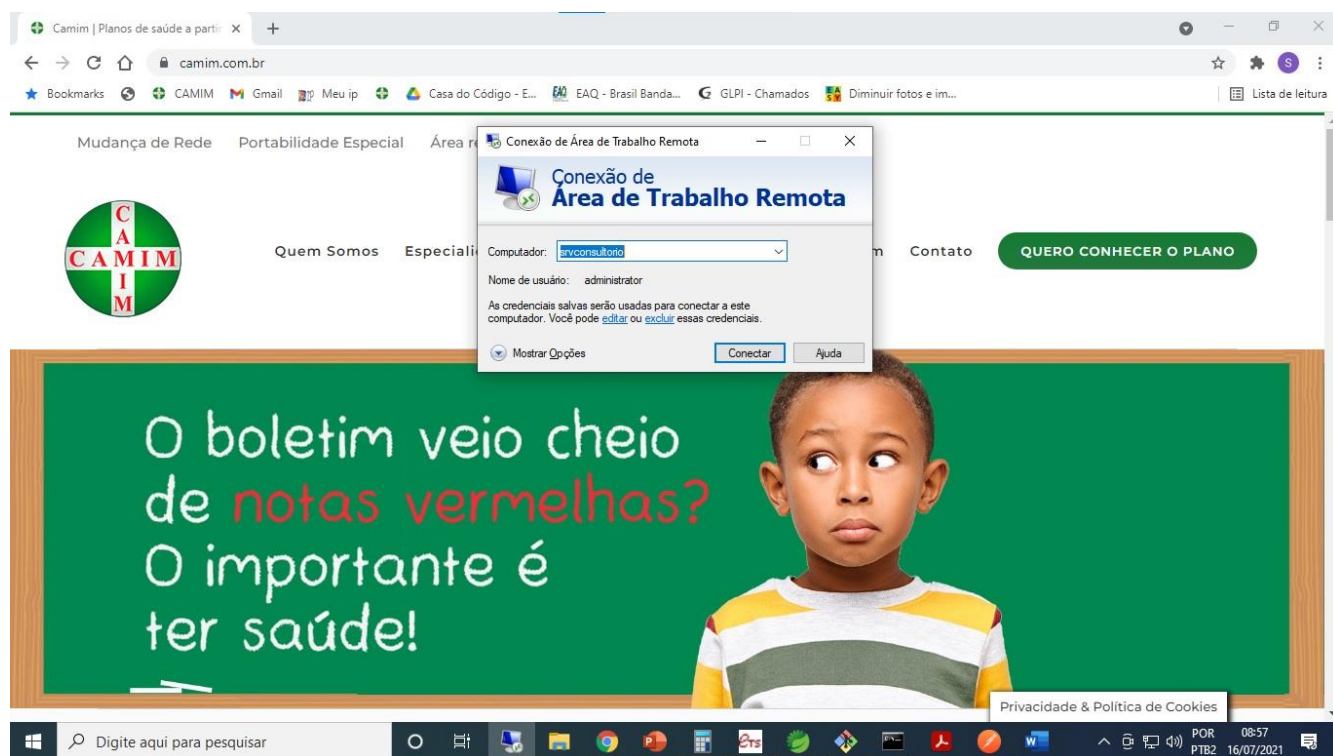 Camim | Planos de saúde a parti
camim.com.br
S
Bookmarks CAMIM Gmail Meu ip Casa do Código - E... EAQ - Brasil Banda... GLPI - Chamados Diminuir fotos e im... Lista de leitura
Mudança de Rede Portabilidade Especial Área re
Conexão de Área de Trabalho Remota
Conexão de
Área de Trabalho Remota
CAMIM
CAMIM
Quem Somos Especiali
m Contato QUERO CONHECER O PLANO
Computador: srvconsultorio
Nome de usuário: administrator
As credenciais salvas serão usadas para conectar a este
computador. Você pode editar ou excluir essas credenciais.
Mostrar Opções Conectar Ajuda
O boletim veio cheio
de notas vermelhas?
O importante é
ter saúde!
Privacidade & Política de Cookies
Digite aqui para pesquisar
POR 08:57
PTB2 16/07/2021